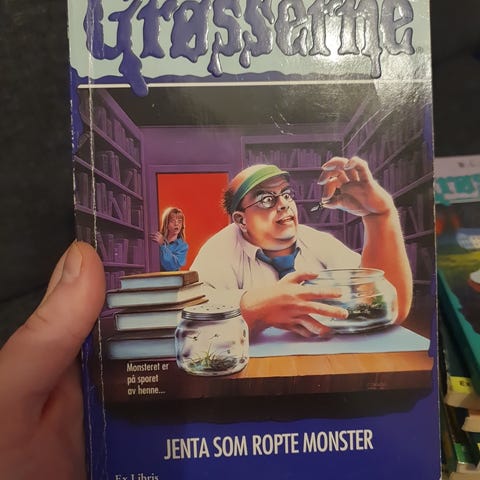 Grøsserne
Monsteret er
på sporet
av henne...
JENTA SOM ROPTE MONSTER
Ex Libris